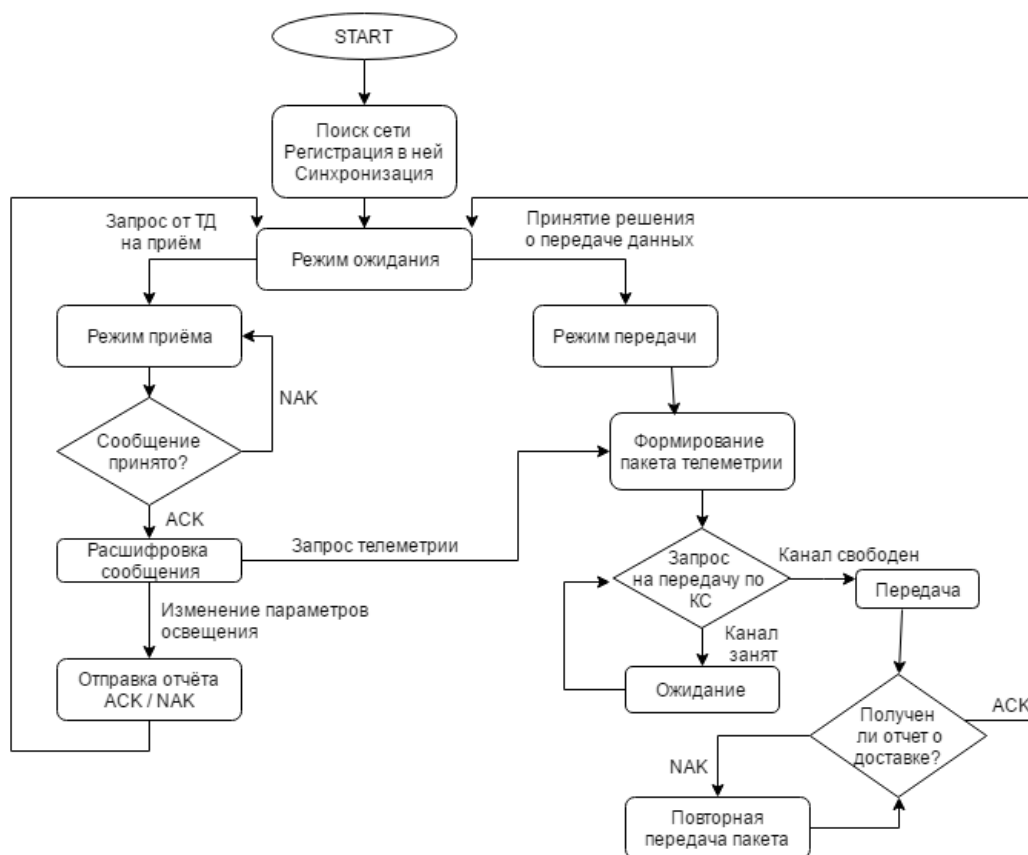 START
Поиск сети
Регистрация в ней
Синхронизация
Запрос от ТД
на приём
Принятие решения
о передаче данных
Режим ожидания
Режим приёма
Режим передачи
NAK
Сообщение
принято?
Формирование
пакета телеметрии
ACK
Расшифровка
сообщения
Запрос телеметрии
Запрос
на передачу по
КС
Канал свободен
Передача
Изменение параметров
освещения
Канал
занят
Отправка отчёта
ACK / NAK
Ожидание
Получен
ли отчет о
доставке?
ACK
NAK
Повторная
передача пакета